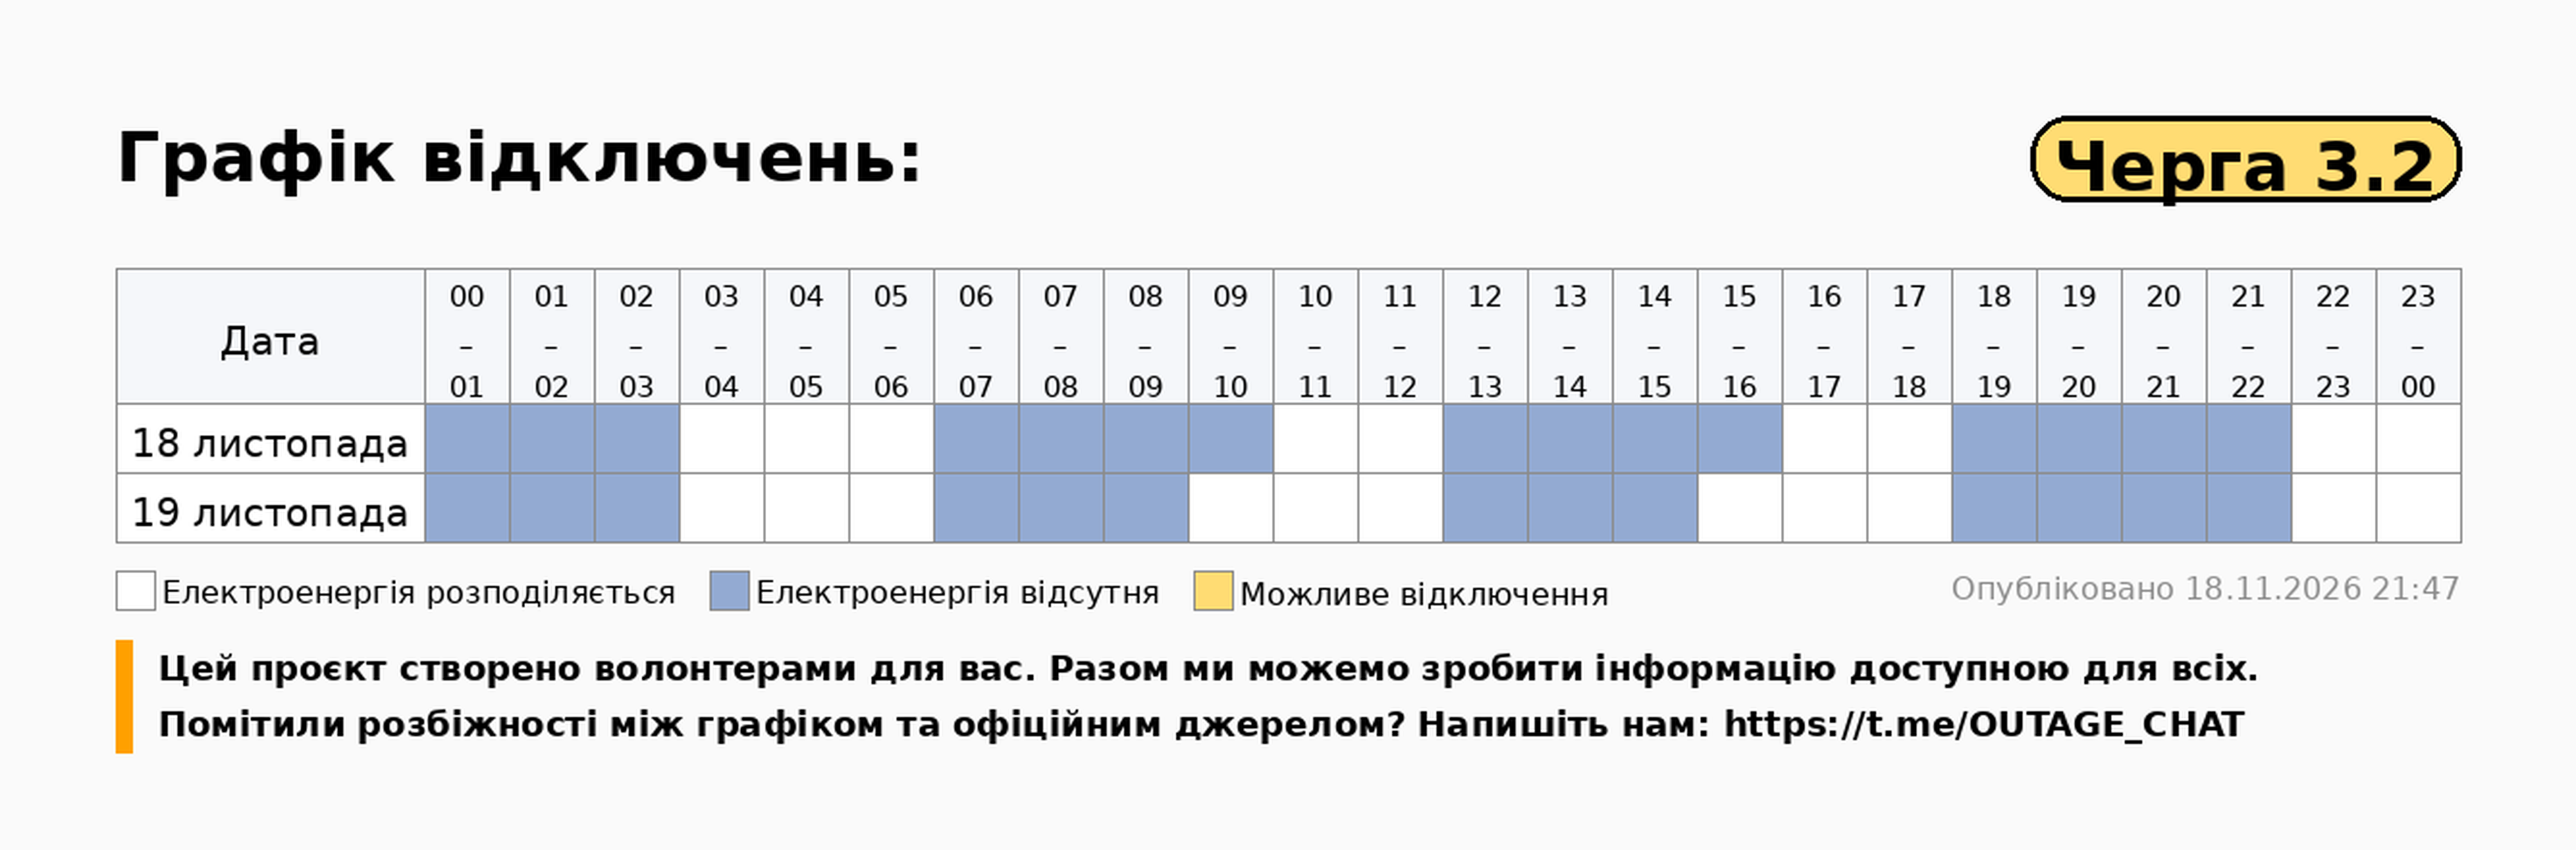 Графік відключень:
Черга 3.2
Дата
00 – 01
01 – 02
02 – 03
03 – 04
04 – 05
05 – 06
06 – 07
07 – 08
08 – 09
09 – 10
10 – 11
11 – 12
12 – 13
13 – 14
14 – 15
15 – 16
16 – 17
17 – 18
18 – 19
19 – 20
20 – 21
21 – 22
22 – 23
23 – 00
18 листопада
19 листопада
Електроенергія розподіляється
Електроенергія відсутня
Можливе відключення
Опубліковано 18.11.2026 21:47
Цей проєкт створено волонтерами для вас. Разом ми можемо зробити інформацію доступною для всіх.
Помітили розбіжності між графіком та офіційним джерелом? Напишіть нам: https://t.me/OUTAGE_CHAT